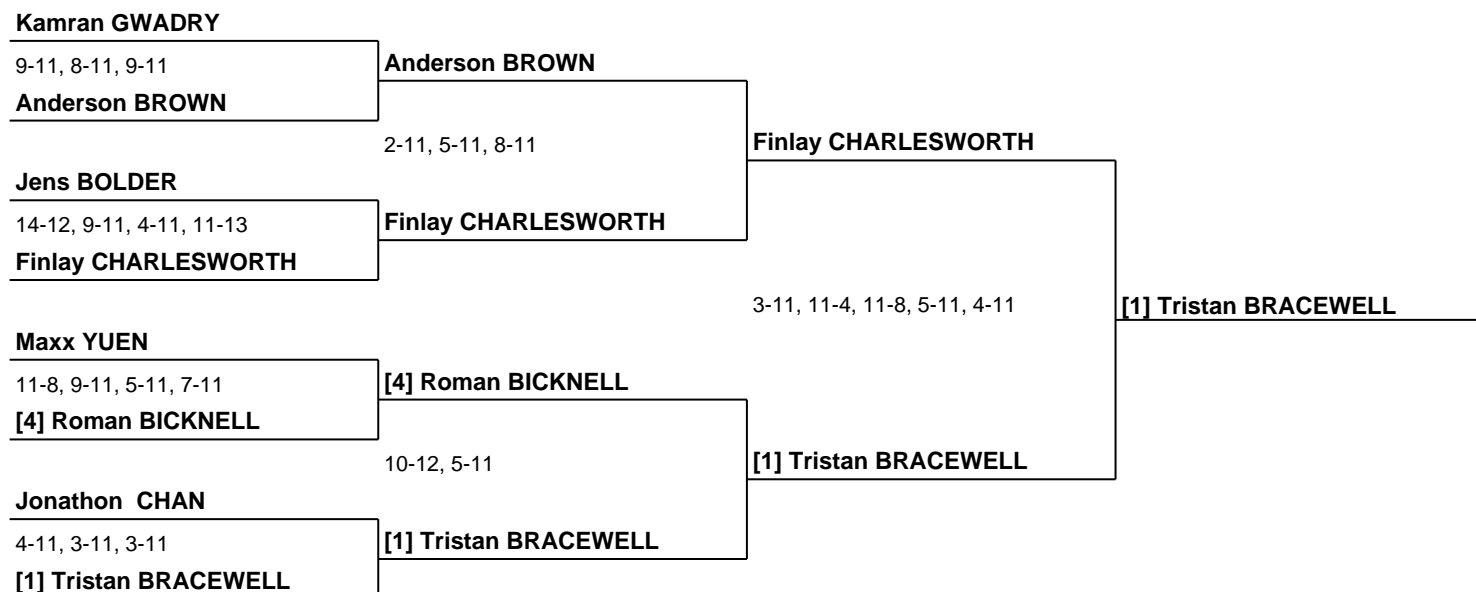 Kamran GWADRY
9-11, 8-11, 9-11
Anderson BROWN
Anderson BROWN
2-11, 5-11, 8-11
Finlay CHARLESWORTH
Jens BOLDER
14-12, 9-11, 4-11, 11-13
Finlay CHARLESWORTH
Finlay CHARLESWORTH
3-11, 11-4, 11-8, 5-11, 4-11
[1] Tristan BRACEWELL
Maxx YUEN
11-8, 9-11, 5-11, 7-11
[4] Roman BICKNELL
[4] Roman BICKNELL
10-12, 5-11
[1] Tristan BRACEWELL
Jonathon  CHAN
4-11, 3-11, 3-11
[1] Tristan BRACEWELL
[1] Tristan BRACEWELL